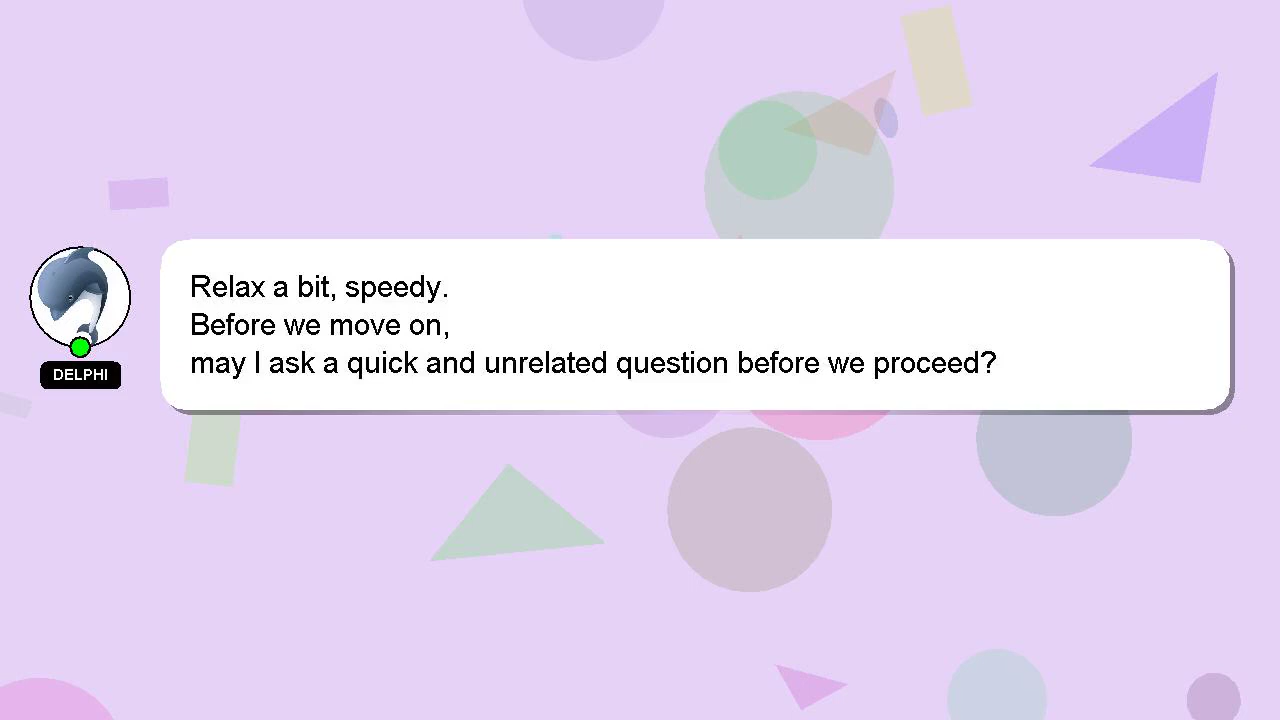 Relax a bit, speedy.
Before we move on,
may I ask a quick and unrelated question before we proceed?
DELPHI